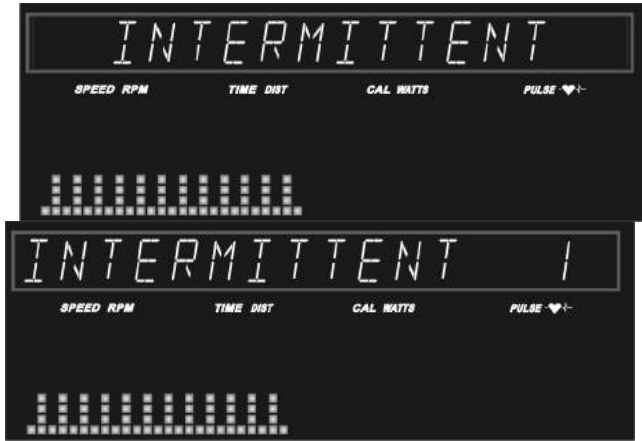 INTERMITTENT
SPEED RPM TIME DIST CAL WATTS PULSE
INTERMITTENT 1
SPEED RPM TIME DIST CAL WATTS PULSE